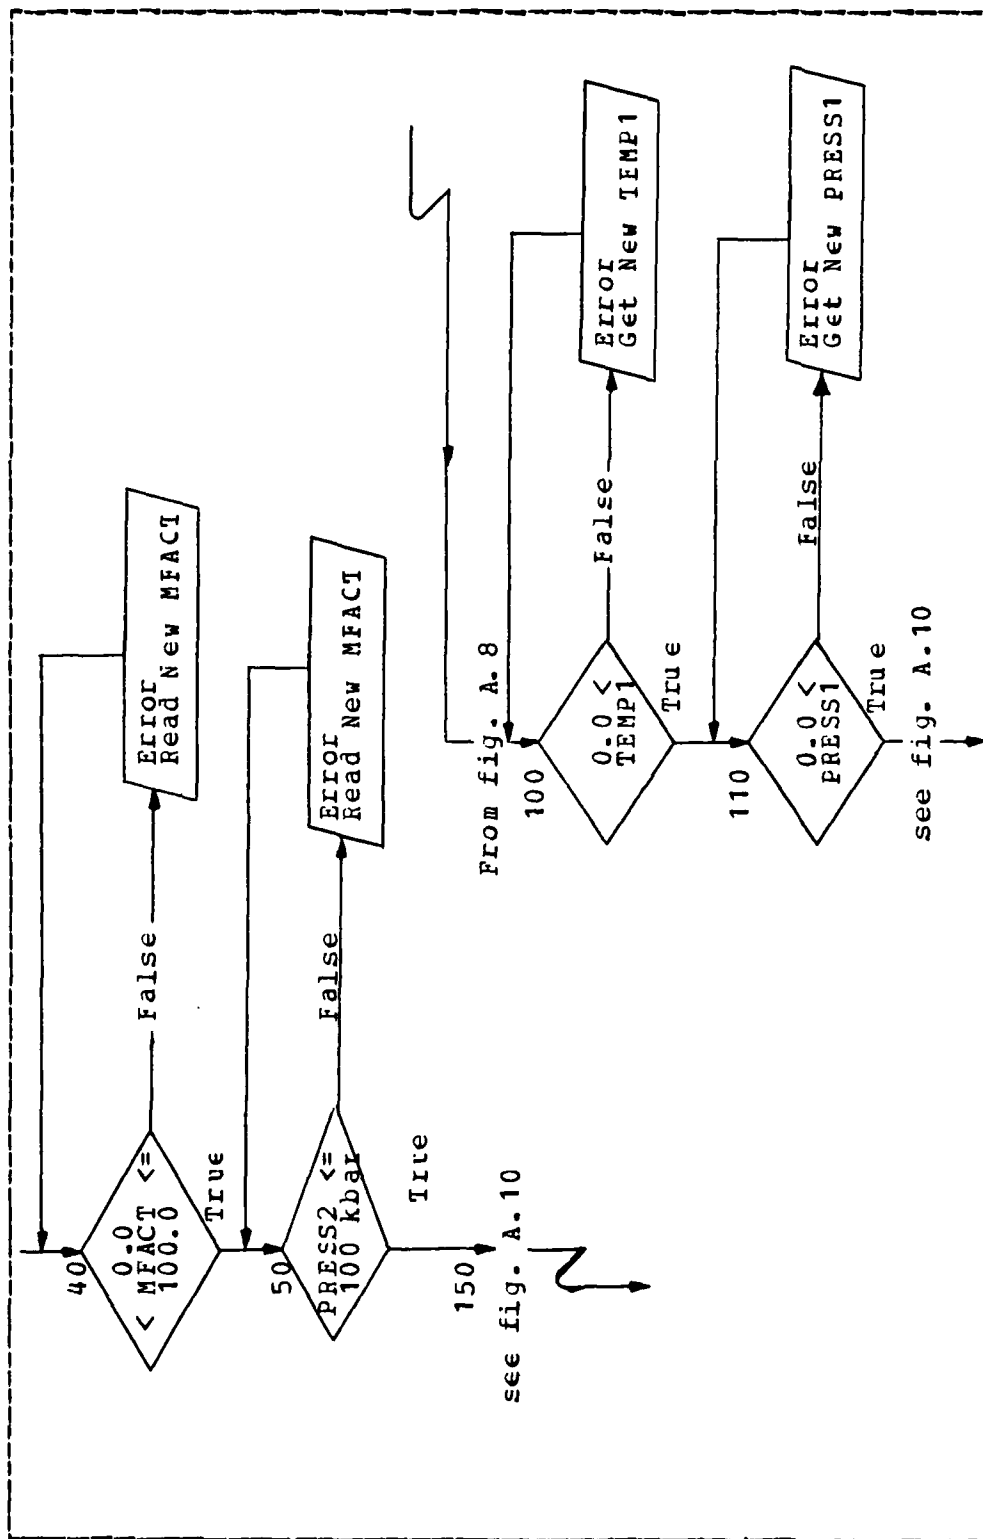 40
0.0
< MFACT <=
100.0
False
Error
Read New MFACT
True
50
PRESS2 <=
100 kbar
False
Error
Read New MFACT
True
150
see fig. A.10
From fig. A.8
100
0.0 <
TEMP1
False
Error
Get New TEMP1
True
110
0.0 <
PRESS1
False
Error
Get New PRESS1
True
see fig. A.10